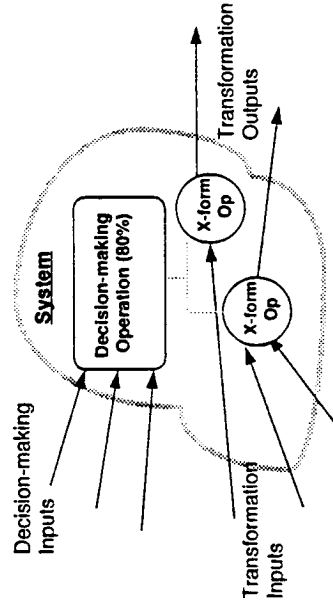 Decision-making
Inputs
System
Decision-making
Operation (80%)
X-form
Op
X-form
Op
Transformation
Inputs
Transformation
Outputs